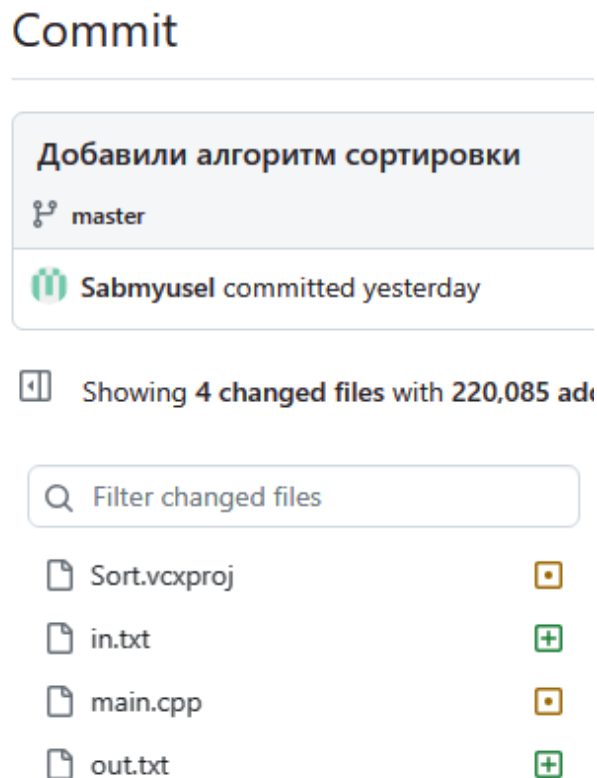 Commit
Добавили алгоритм сортировки
master
Sabmyusel committed yesterday
Showing 4 changed files with 220,085
Filter changed files
Sort.vcxproj
in.txt
main.cpp
out.txt